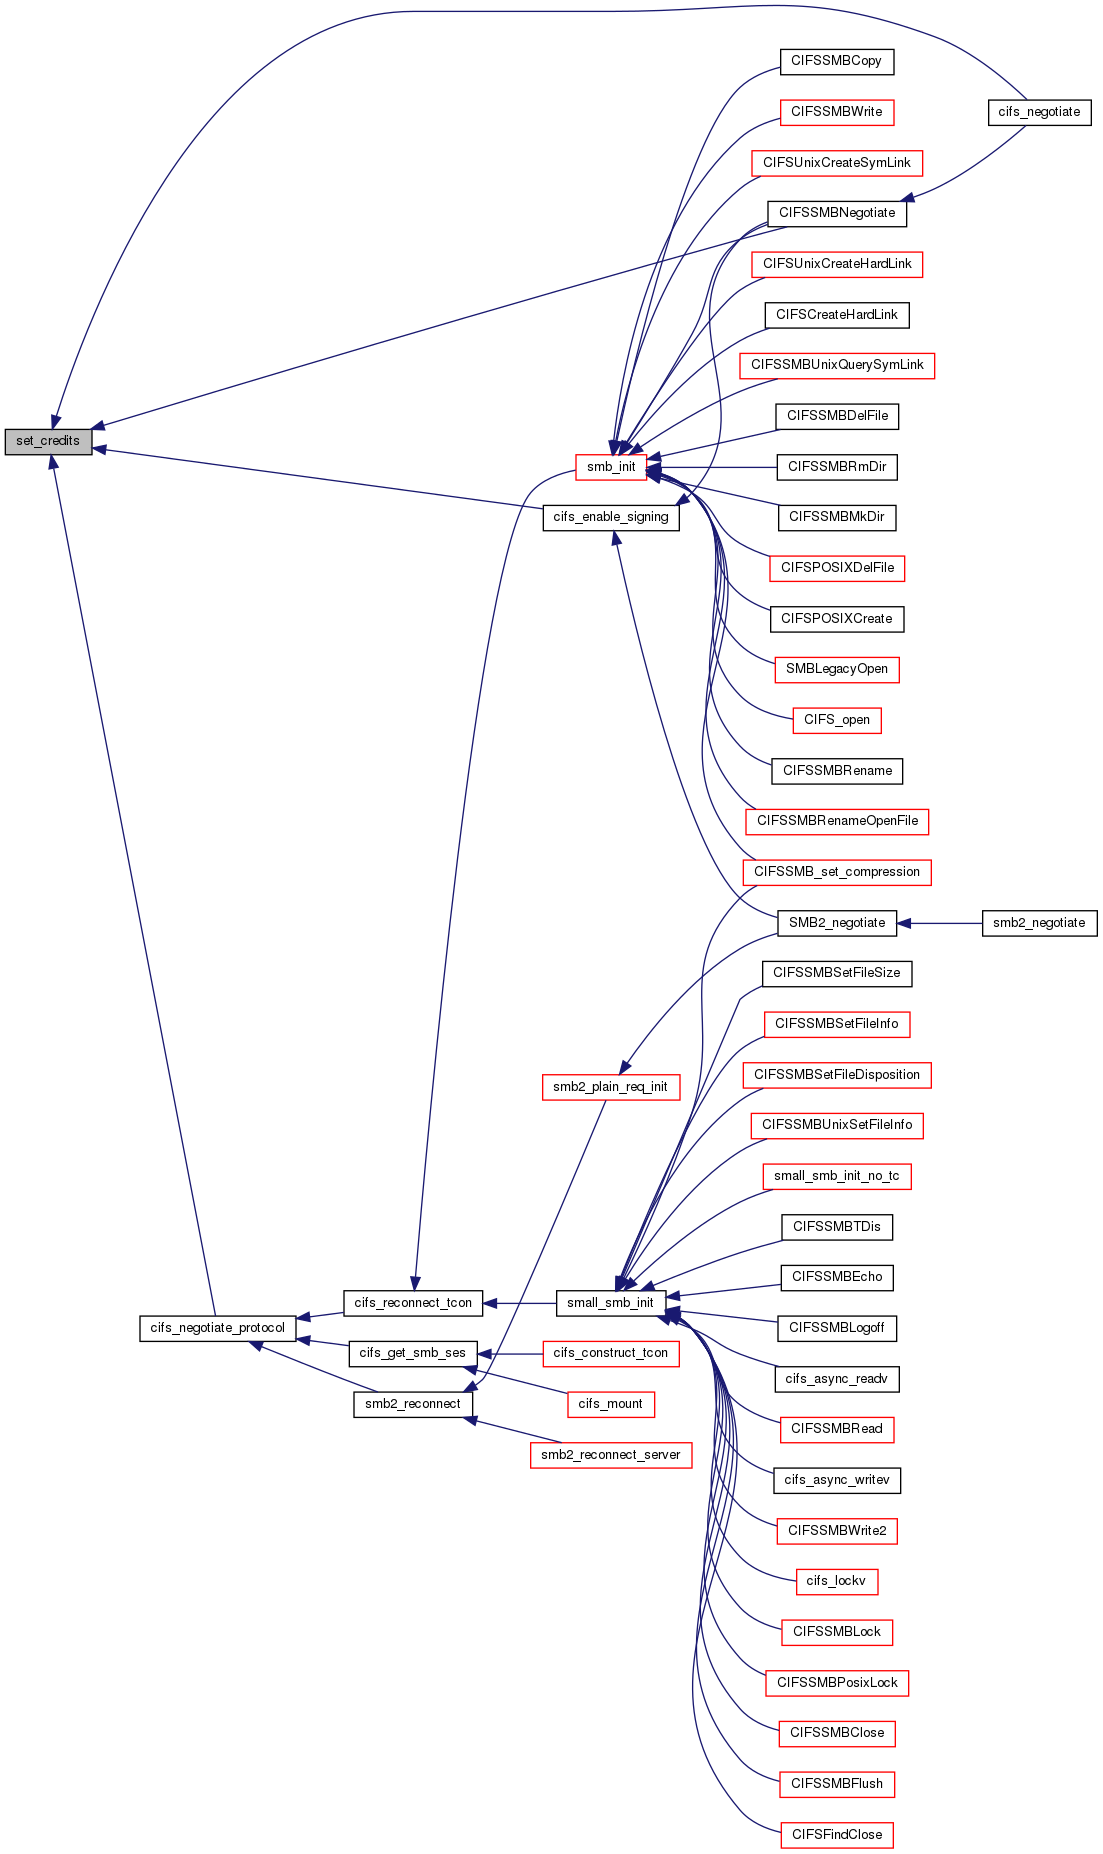 CIFSSMBCopy
CIFSSMBWrite
cifs_negotiate
CIFSUnixCreateSymLink
CIFSSMBNegotiate
CIFSUnixCreateHardLink
CIFSCreateHardLink
CIFSSMBUnixQuerySymLink
CIFSSMBDelFile
set_credits
smb_init
CIFSSMBRmDir
cifs_enable_signing
CIFSSMBMkDir
CIFSPOSIXDelFile
CIFSPOSIXCreate
SMBLegacyOpen
CIFS_open
CIFSSMBRename
CIFSSMBRenameOpenFile
CIFSSMB_set_compression
SMB2_negotiate
smb2_negotiate
CIFSSMBSetFileSize
CIFSSMBSetFileInfo
CIFSSMBSetFileDisposition
smb2_plain_req_init
CIFSSMBUnixSetFileInfo
small_smb_init_no_tc
CIFSSMBTDis
CIFSSMBEcho
cifs_reconnect_tcon
small_smb_init
cifs_negotiate_protocol
CIFSSMBLogoff
cifs_get_smb_ses
cifs_construct_tcon
cifs_async_readv
smb2_reconnect
cifs_mount
CIFSSMBRead
smb2_reconnect_server
cifs_async_writev
CIFSSMBWrite2
cifs_lockv
CIFSSMBLock
CIFSSMBPosixLock
CIFSSMBClose
CIFSSMBFlush
CIFSFindClose